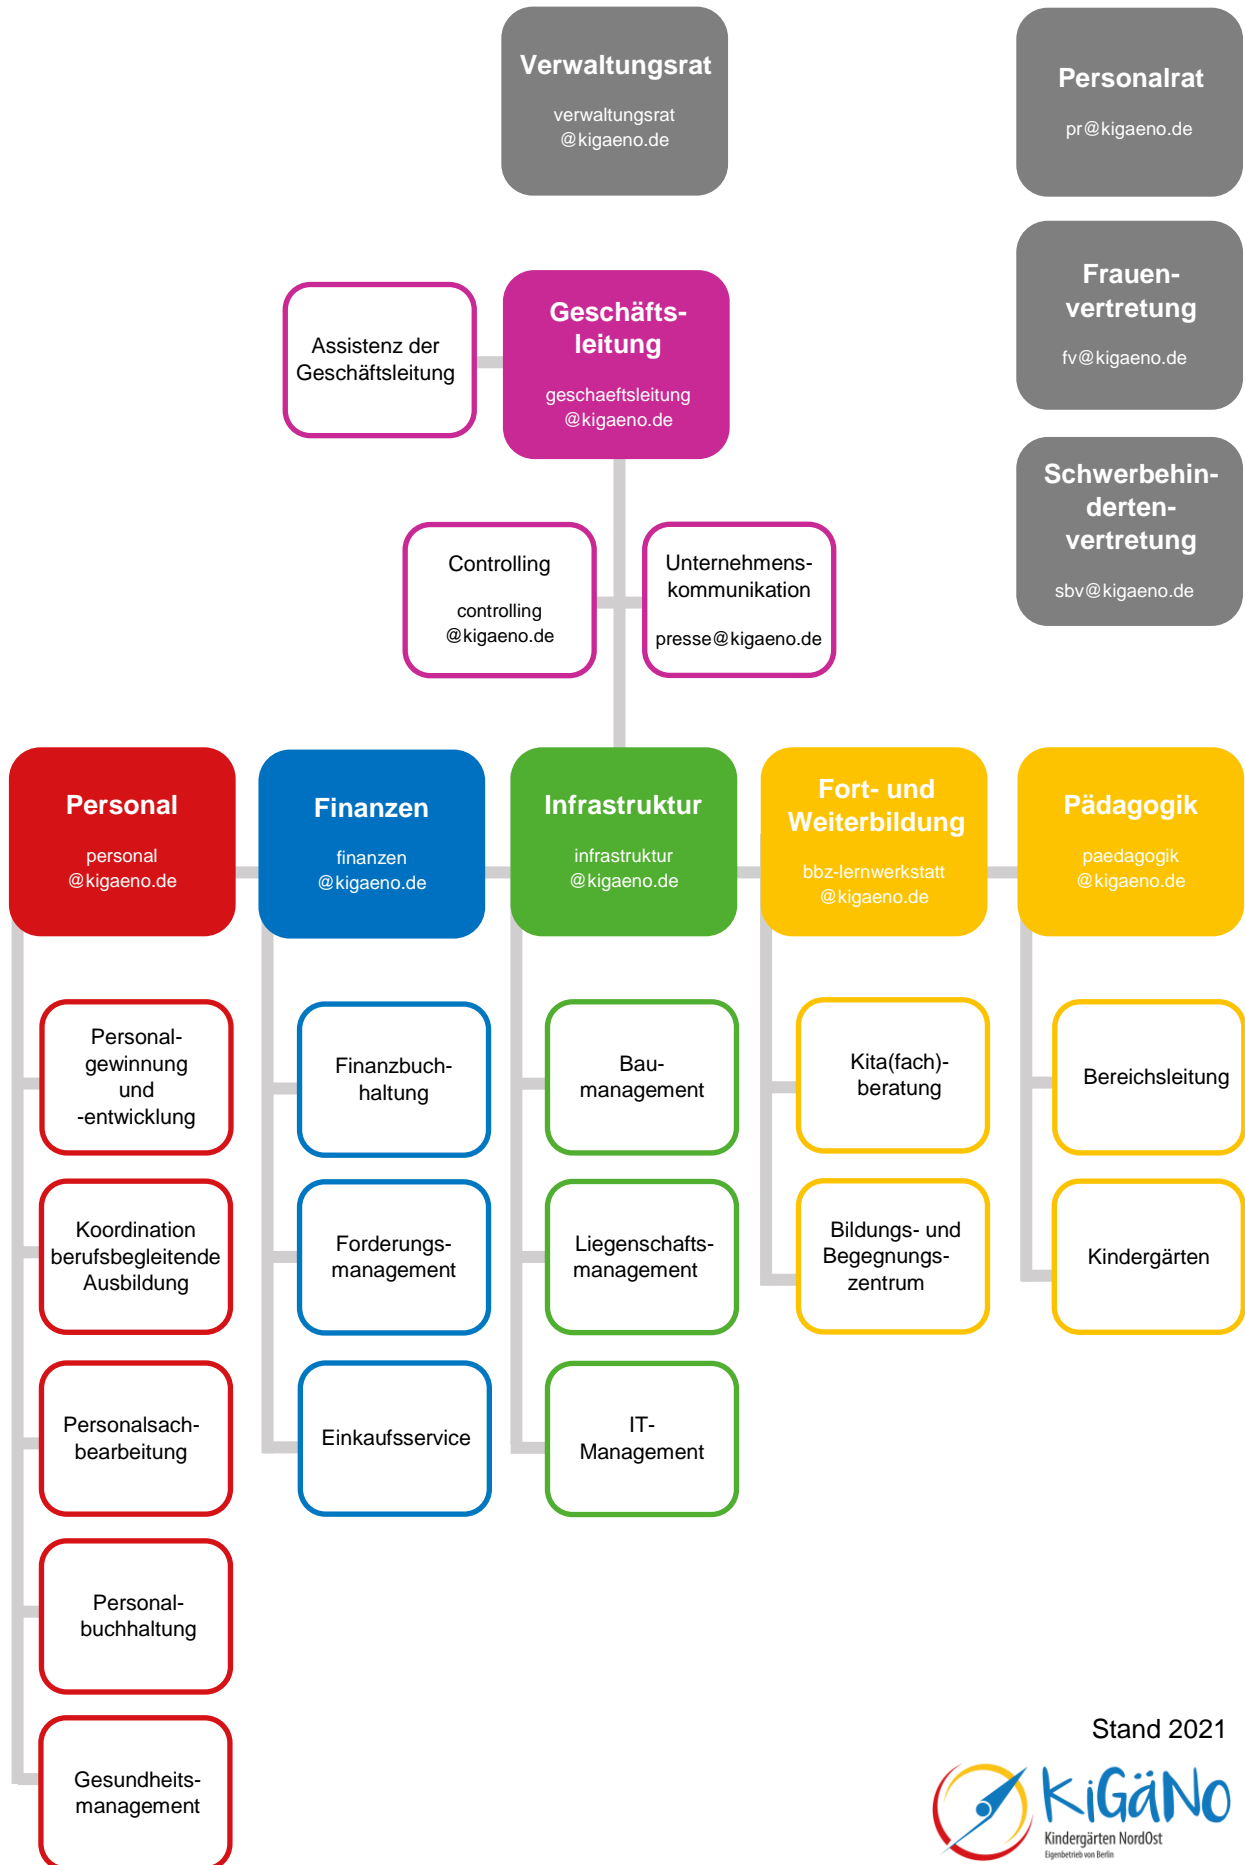 Verwaltungsrat
verwaltungsrat
@kigaeno.de
Personalrat
pr@kigaeno.de
Frauen-
vertretung
fv@kigaeno.de
Schwerbehin-
derten-
vertretung
sbv@kigaeno.de
Assistenz der
Geschäftsleitung
Geschäfts-
leitung
geschaeftsleitung
@kigaeno.de
Controlling
controlling
@kigaeno.de
Unternehmens-
kommunikation
presse@kigaeno.de
Personal
personal
@kigaeno.de
Finanzen
finanzen
@kigaeno.de
Infrastruktur
infrastruktur
@kigaeno.de
Fort- und
Weiterbildung
bbz-lernwerkstatt
@kigaeno.de
Pädagogik
paedagogik
@kigaeno.de
Personal-
gewinnung
und
-entwicklung
Koordination
berufsbegleitende
Ausbildung
Personalsach-
bearbeitung
Personal-
buchhaltung
Gesundheits-
management
Finanzbuch-
haltung
Forderungs-
management
Einkaufsservice
Bau-
management
Liegenschafts-
management
IT-
Management
Kita(fach)-
beratung
Bildungs- und
Begegnungs-
zentrum
Bereichsleitung
Kindergärten
Stand 2021
KiGäNo
Kindergärten NordOst
Eigenbetrieb von Berlin